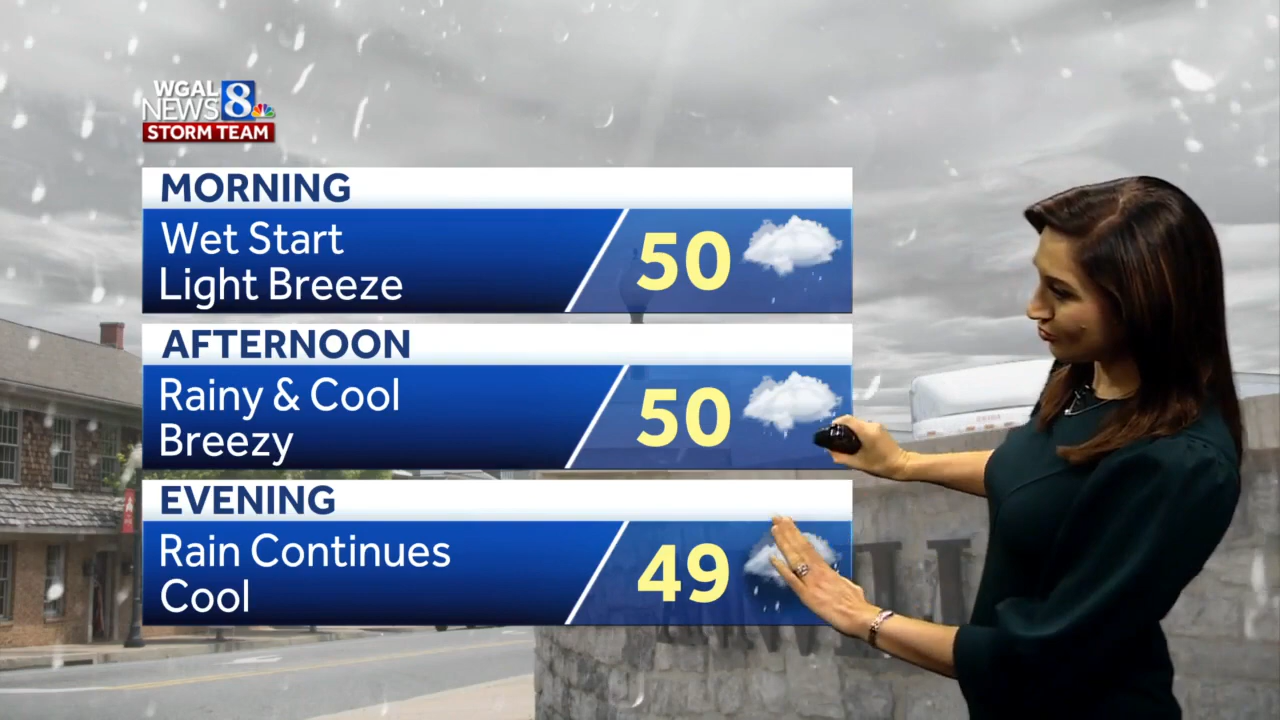 WGAL
NEWS 8
STORM TEAM
MORNING
Wet Start
Light Breeze
50
AFTERNOON
Rainy & Cool
Breezy
50
EVENING
Rain Continues
Cool
49